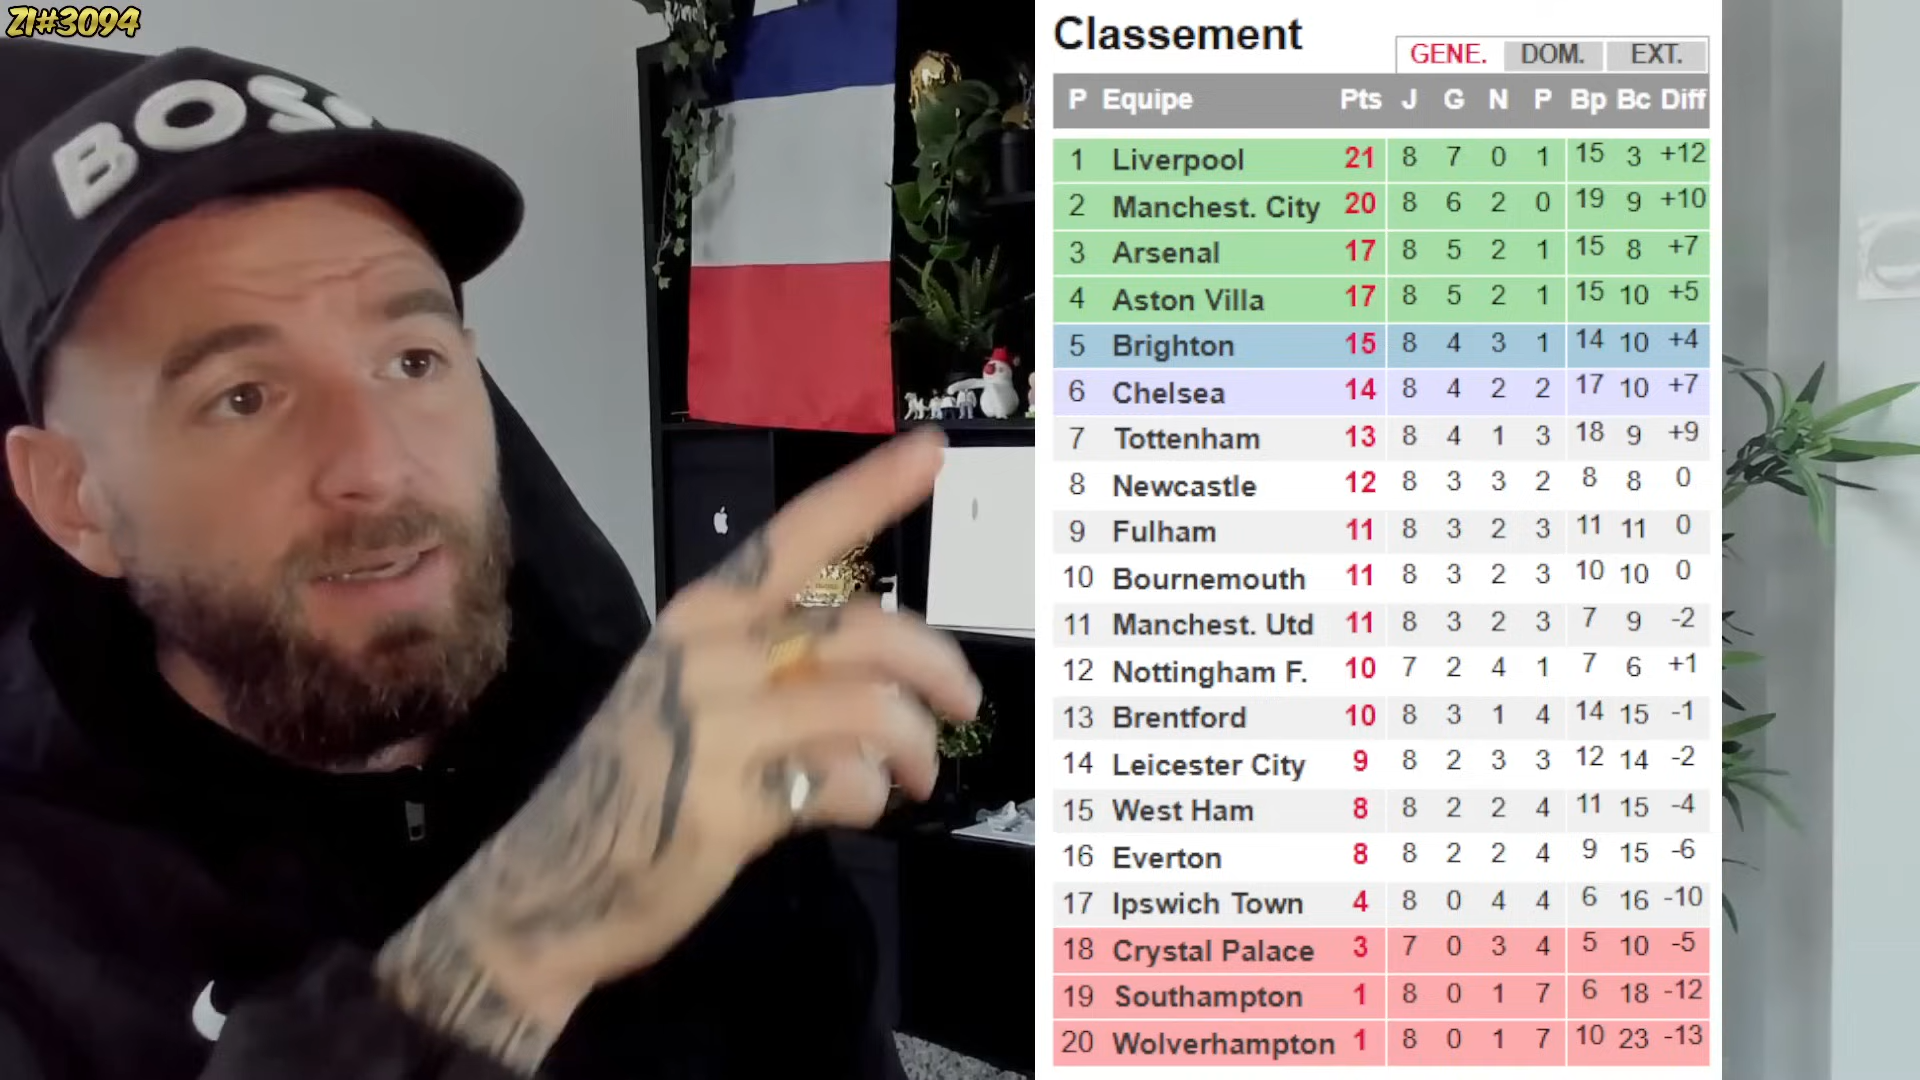 ZI#3094
BOSS
Classement
GENE. DOM. EXT.
P Equipe Pts J G N P Bp Bc Diff
1 Liverpool 21 8 7 0 1 15 3 +12
2 Manchest. City 20 8 6 2 0 19 9 +10
3 Arsenal 17 8 5 2 1 15 8 +7
4 Aston Villa 17 8 5 2 1 15 10 +5
5 Brighton 15 8 4 3 1 14 10 +4
6 Chelsea 14 8 4 2 2 17 10 +7
7 Tottenham 13 8 4 1 3 18 9 +9
8 Newcastle 12 8 3 3 2 8 8 0
9 Fulham 11 8 3 2 3 11 11 0
10 Bournemouth 11 8 3 2 3 10 10 0
11 Manchest. Utd 11 8 3 2 3 7 9 -2
12 Nottingham F. 10 7 2 4 1 7 6 +1
13 Brentford 10 8 3 1 4 14 15 -1
14 Leicester City 9 8 2 3 3 12 14 -2
15 West Ham 8 8 2 2 4 11 15 -4
16 Everton 8 8 2 2 4 9 15 -6
17 Ipswich Town 4 8 0 4 4 6 16 -10
18 Crystal Palace 3 7 0 3 4 5 10 -5
19 Southampton 1 8 0 1 7 6 18 -12
20 Wolverhampton 1 8 0 1 7 10 23 -13